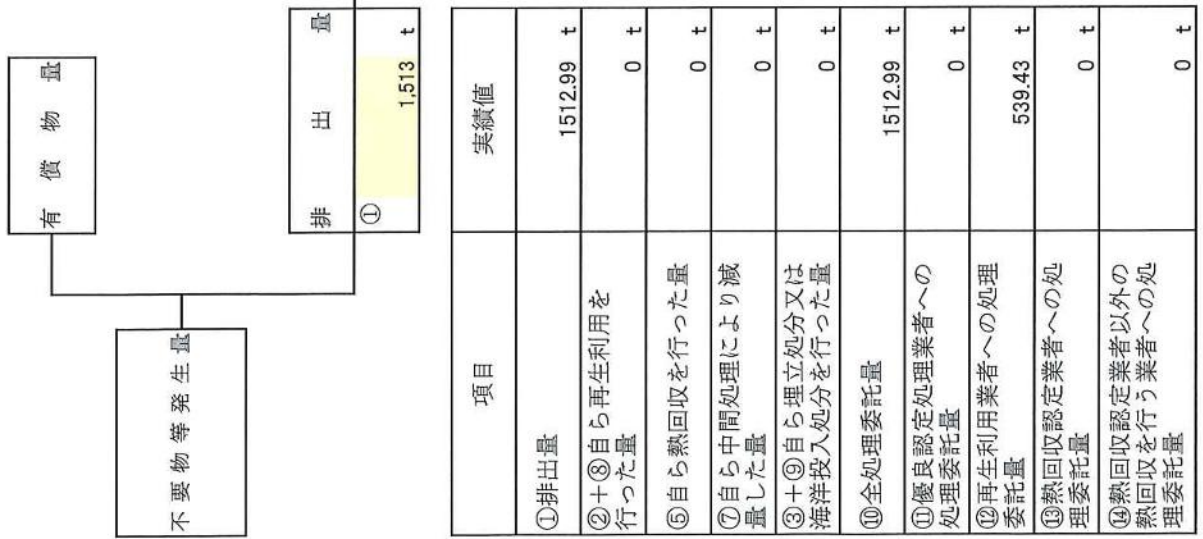 有償物量
不要物等発生量
排出量
① 1,513 t
項目 実績値
①排出量 1512.99 t
②+⑧自ら再生利用を
行った量 0 t
⑤自ら熱回収を行った量 0 t
⑦自ら中間処理により減
量した量 0 t
③+⑨自ら埋立処分又は
海洋投入処分を行った量 0 t
⑩全処理委託量 1512.99 t
⑪優良認定処理業者への
処理委託量 0 t
⑫再生利用業者への処理
委託量 539.43 t
⑬熱回収認定業者への処
理委託量 0 t
⑭熱回収認定業者以外の
熱回収を行う業者への処
理委託量 0 t